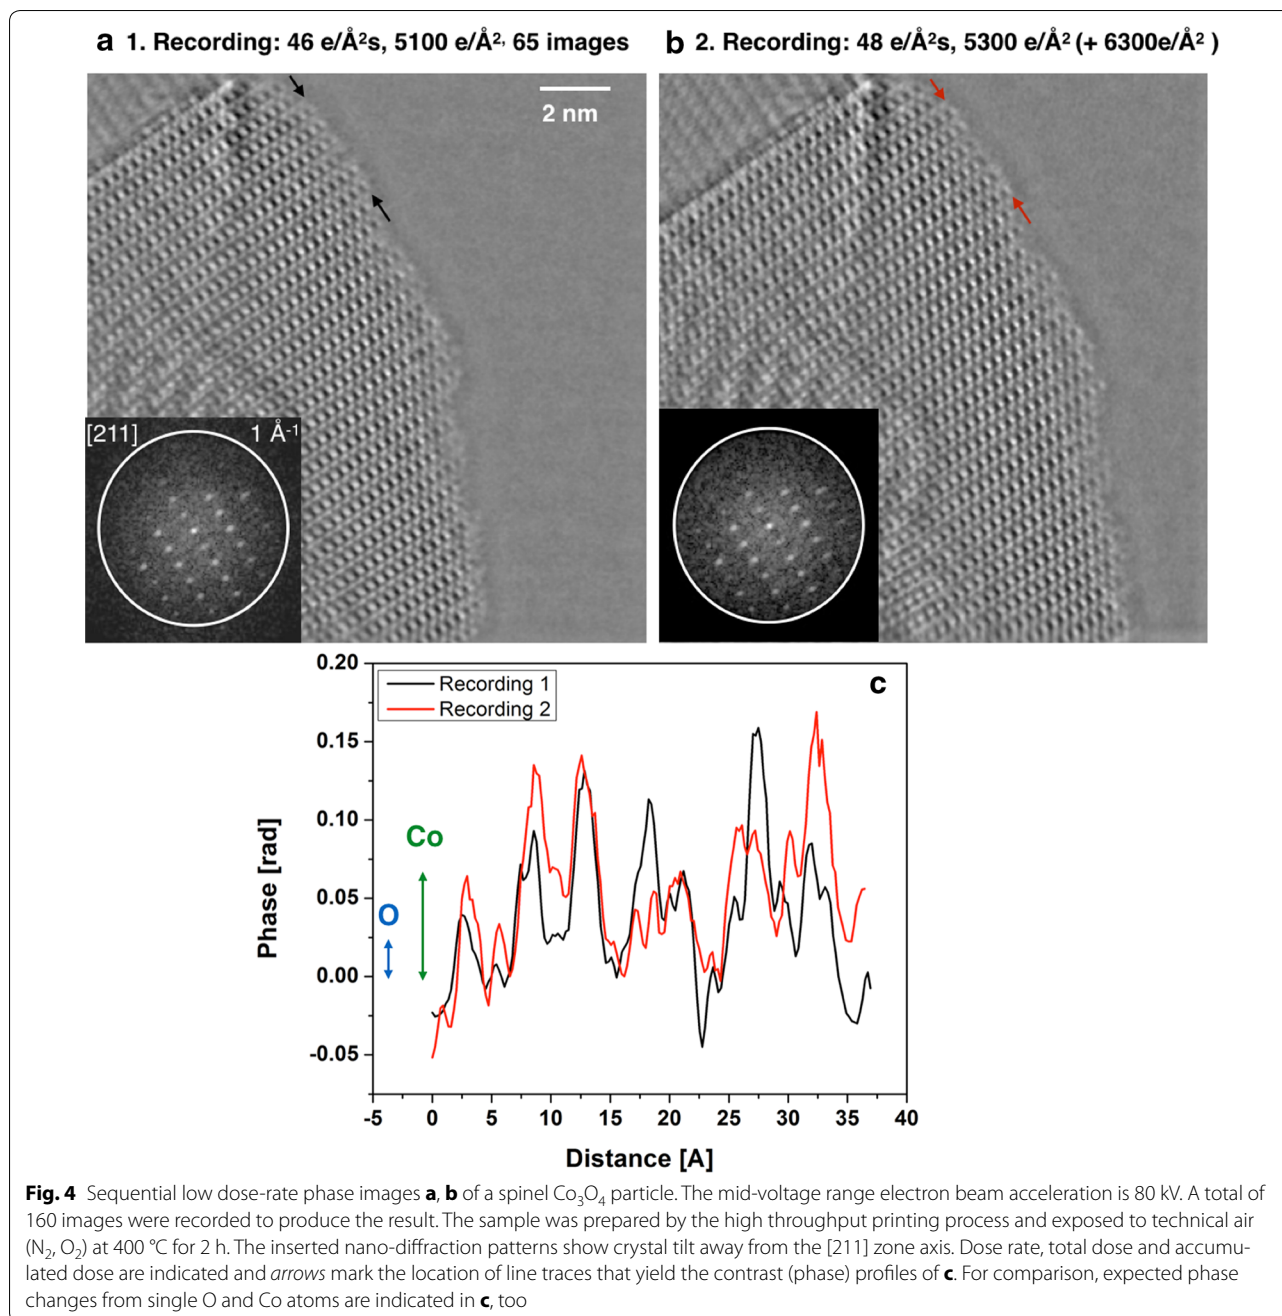 a 1. Recording: 46 e/Å²s, 5100 e/Å², 65 images
b 2. Recording: 48 e/Å²s, 5300 e/Å² (+ 6300e/Å² )
2 nm
[211] 1 Å⁻¹
c
Recording 1
Recording 2
0.20
0.15
0.10
0.05
0.00
-0.05
Phase [rad]
Co
O
-5 0 5 10 15 20 25 30 35 40
Distance [A]
Fig. 4 Sequential low dose-rate phase images a, b of a spinel Co₃O₄ particle. The mid-voltage range electron beam acceleration is 80 kV. A total of
160 images were recorded to produce the result. The sample was prepared by the high throughput printing process and exposed to technical air
(N₂, O₂) at 400 °C for 2 h. The inserted nano-diffraction patterns show crystal tilt away from the [211] zone axis. Dose rate, total dose and accumu-
lated dose are indicated and arrows mark the location of line traces that yield the contrast (phase) profiles of c. For comparison, expected phase
changes from single O and Co atoms are indicated in c, too